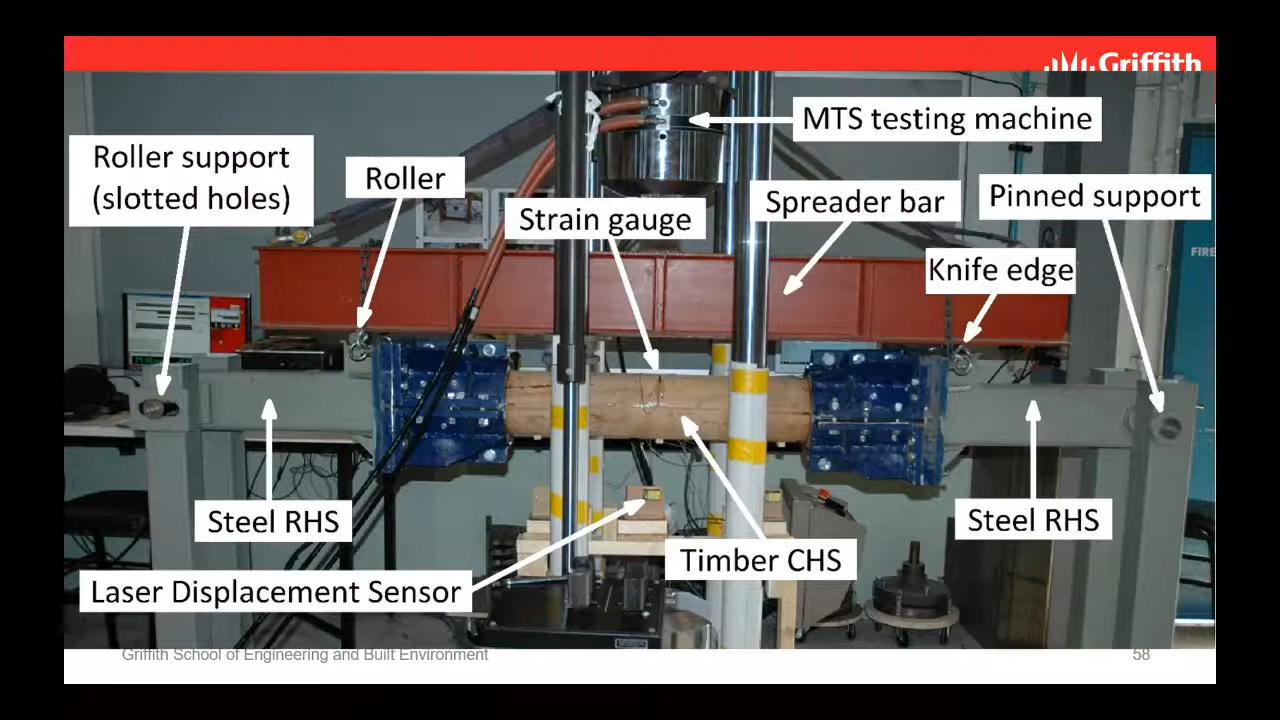 Griffith
MTS testing machine
Roller support
(slotted holes)
Roller
Strain gauge
Spreader bar
Pinned support
Knife edge
FIRE
Steel RHS
Steel RHS
Timber CHS
Laser Displacement Sensor
Griffith School of Engineering and Built Environment
58